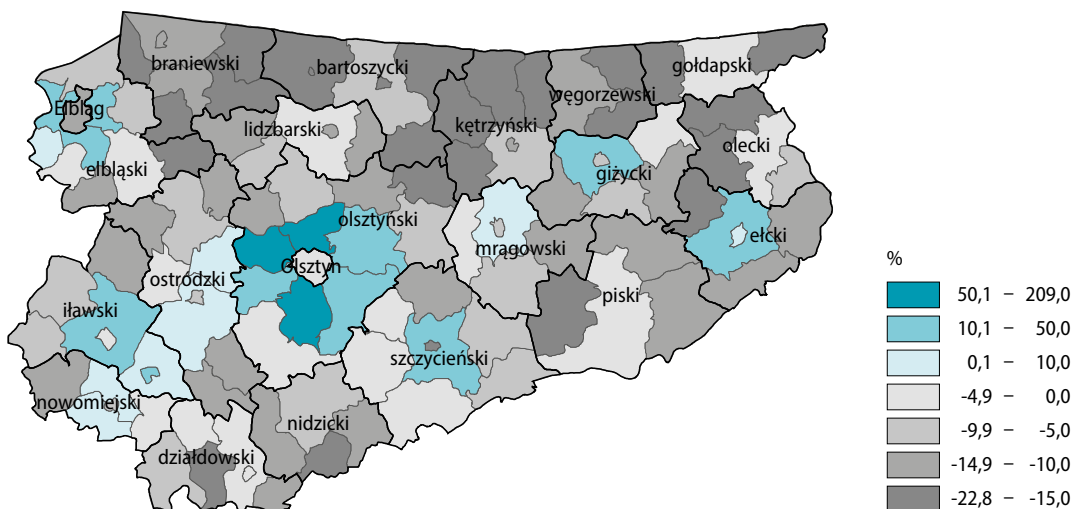 braniewski
bartoszycki
gołdapski
Elbląg
węgorzewski
lidzbarski
kętrzyński
olecki
elbląski
giżycki
olsztyński
mrągowski
ełcki
Olsztyn
ostródzki
piski
iławski
szczycieński
nowomiejski
nidzicki
działdowski
%
50,1 – 209,0
10,1 – 50,0
0,1 – 10,0
-4,9 – 0,0
-9,9 – -5,0
-14,9 – -10,0
-22,8 – -15,0